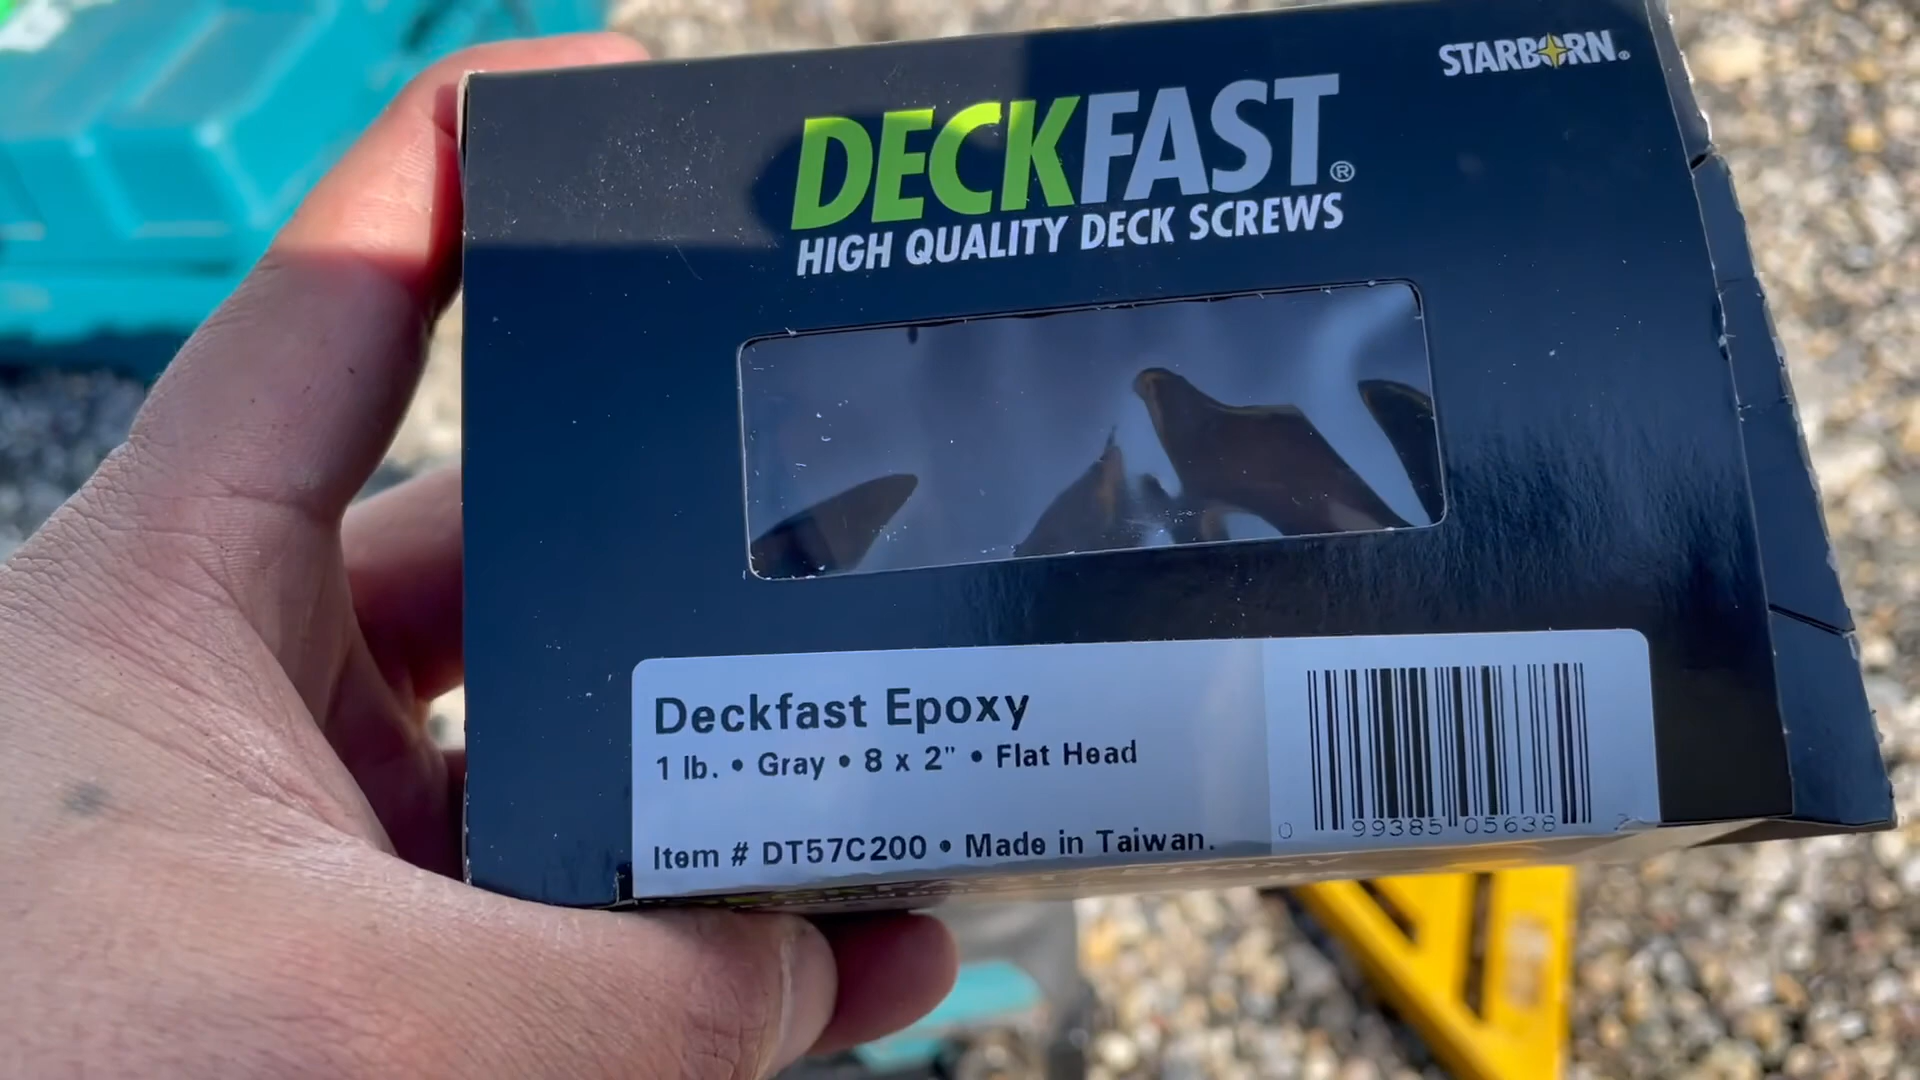 STARBORN®
DECKFAST®
HIGH QUALITY DECK SCREWS
Deckfast Epoxy
1 lb. • Gray • 8 x 2" • Flat Head
Item # DT57C200 • Made in Taiwan.
0 99385 05638 2